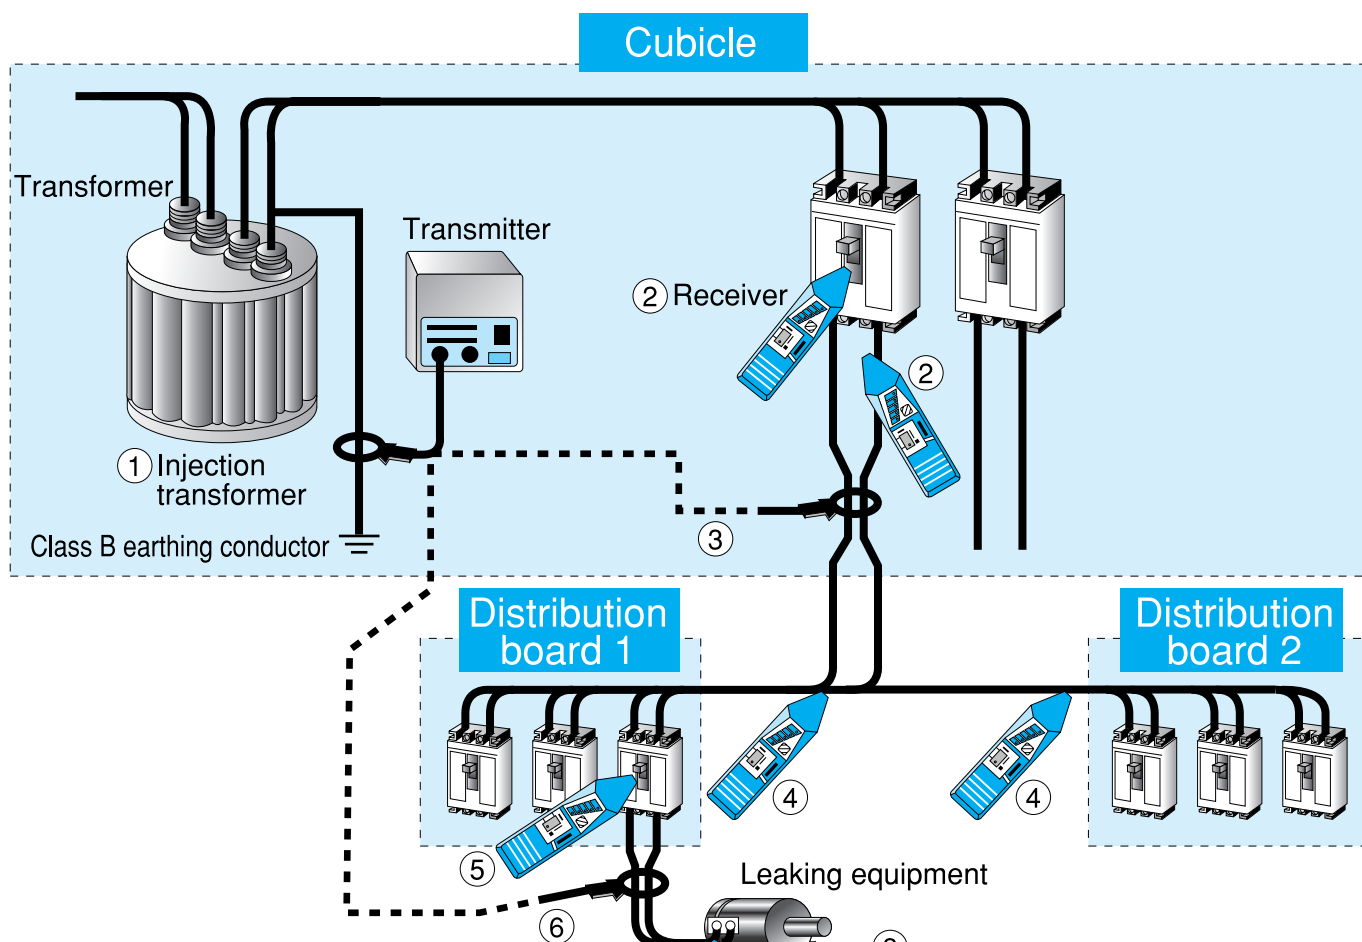 Cubicle
Transformer
Transmitter
② Receiver
②
① Injection
transformer
③
Class B earthing conductor
Distribution
board 1
Distribution
board 2
④
④
⑤
Leaking equipment
⑥